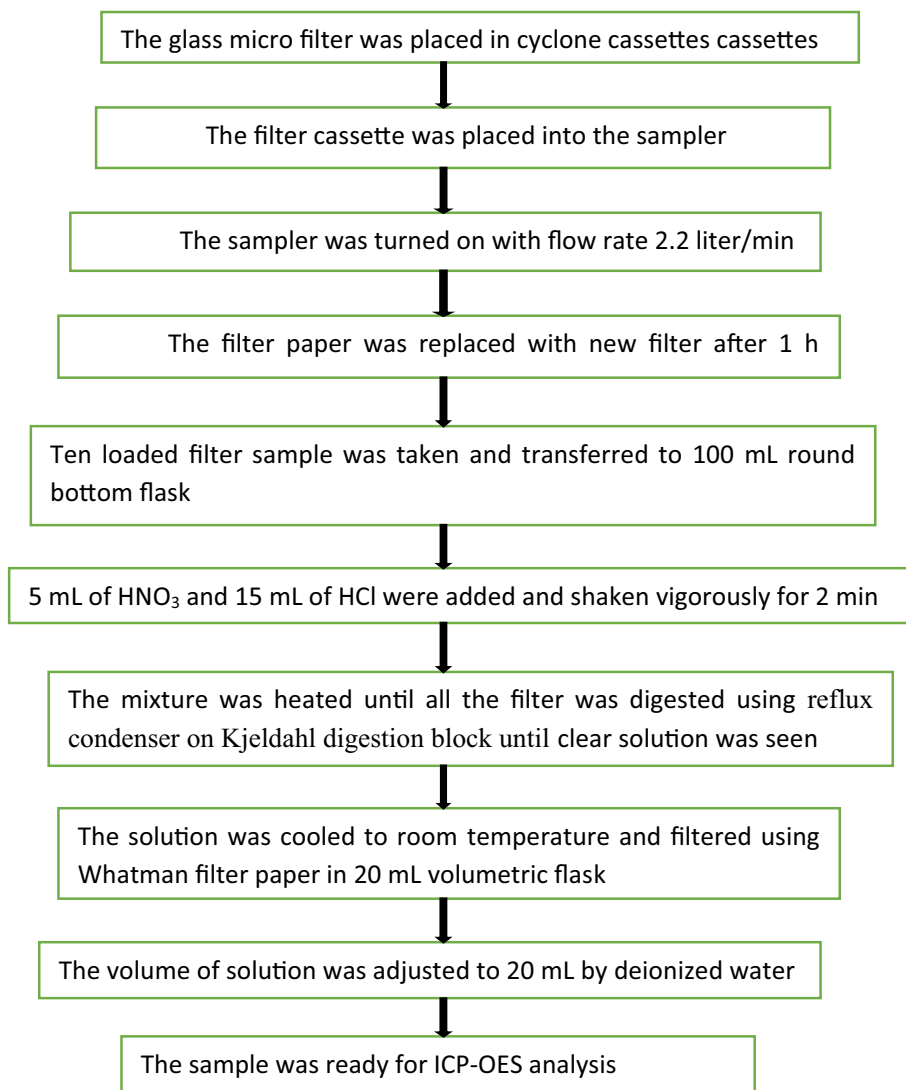 The glass micro filter was placed in cyclone cassettes cassettes
The filter cassette was placed into the sampler
The sampler was turned on with flow rate 2.2 liter/min
The filter paper was replaced with new filter after 1 h
Ten loaded filter sample was taken and transferred to 100 mL round
bottom flask
5 mL of HNO₃ and 15 mL of HCl were added and shaken vigorously for 2 min
The mixture was heated until all the filter was digested using reflux
condenser on Kjeldahl digestion block until clear solution was seen
The solution was cooled to room temperature and filtered using
Whatman filter paper in 20 mL volumetric flask
The volume of solution was adjusted to 20 mL by deionized water
The sample was ready for ICP-OES analysis